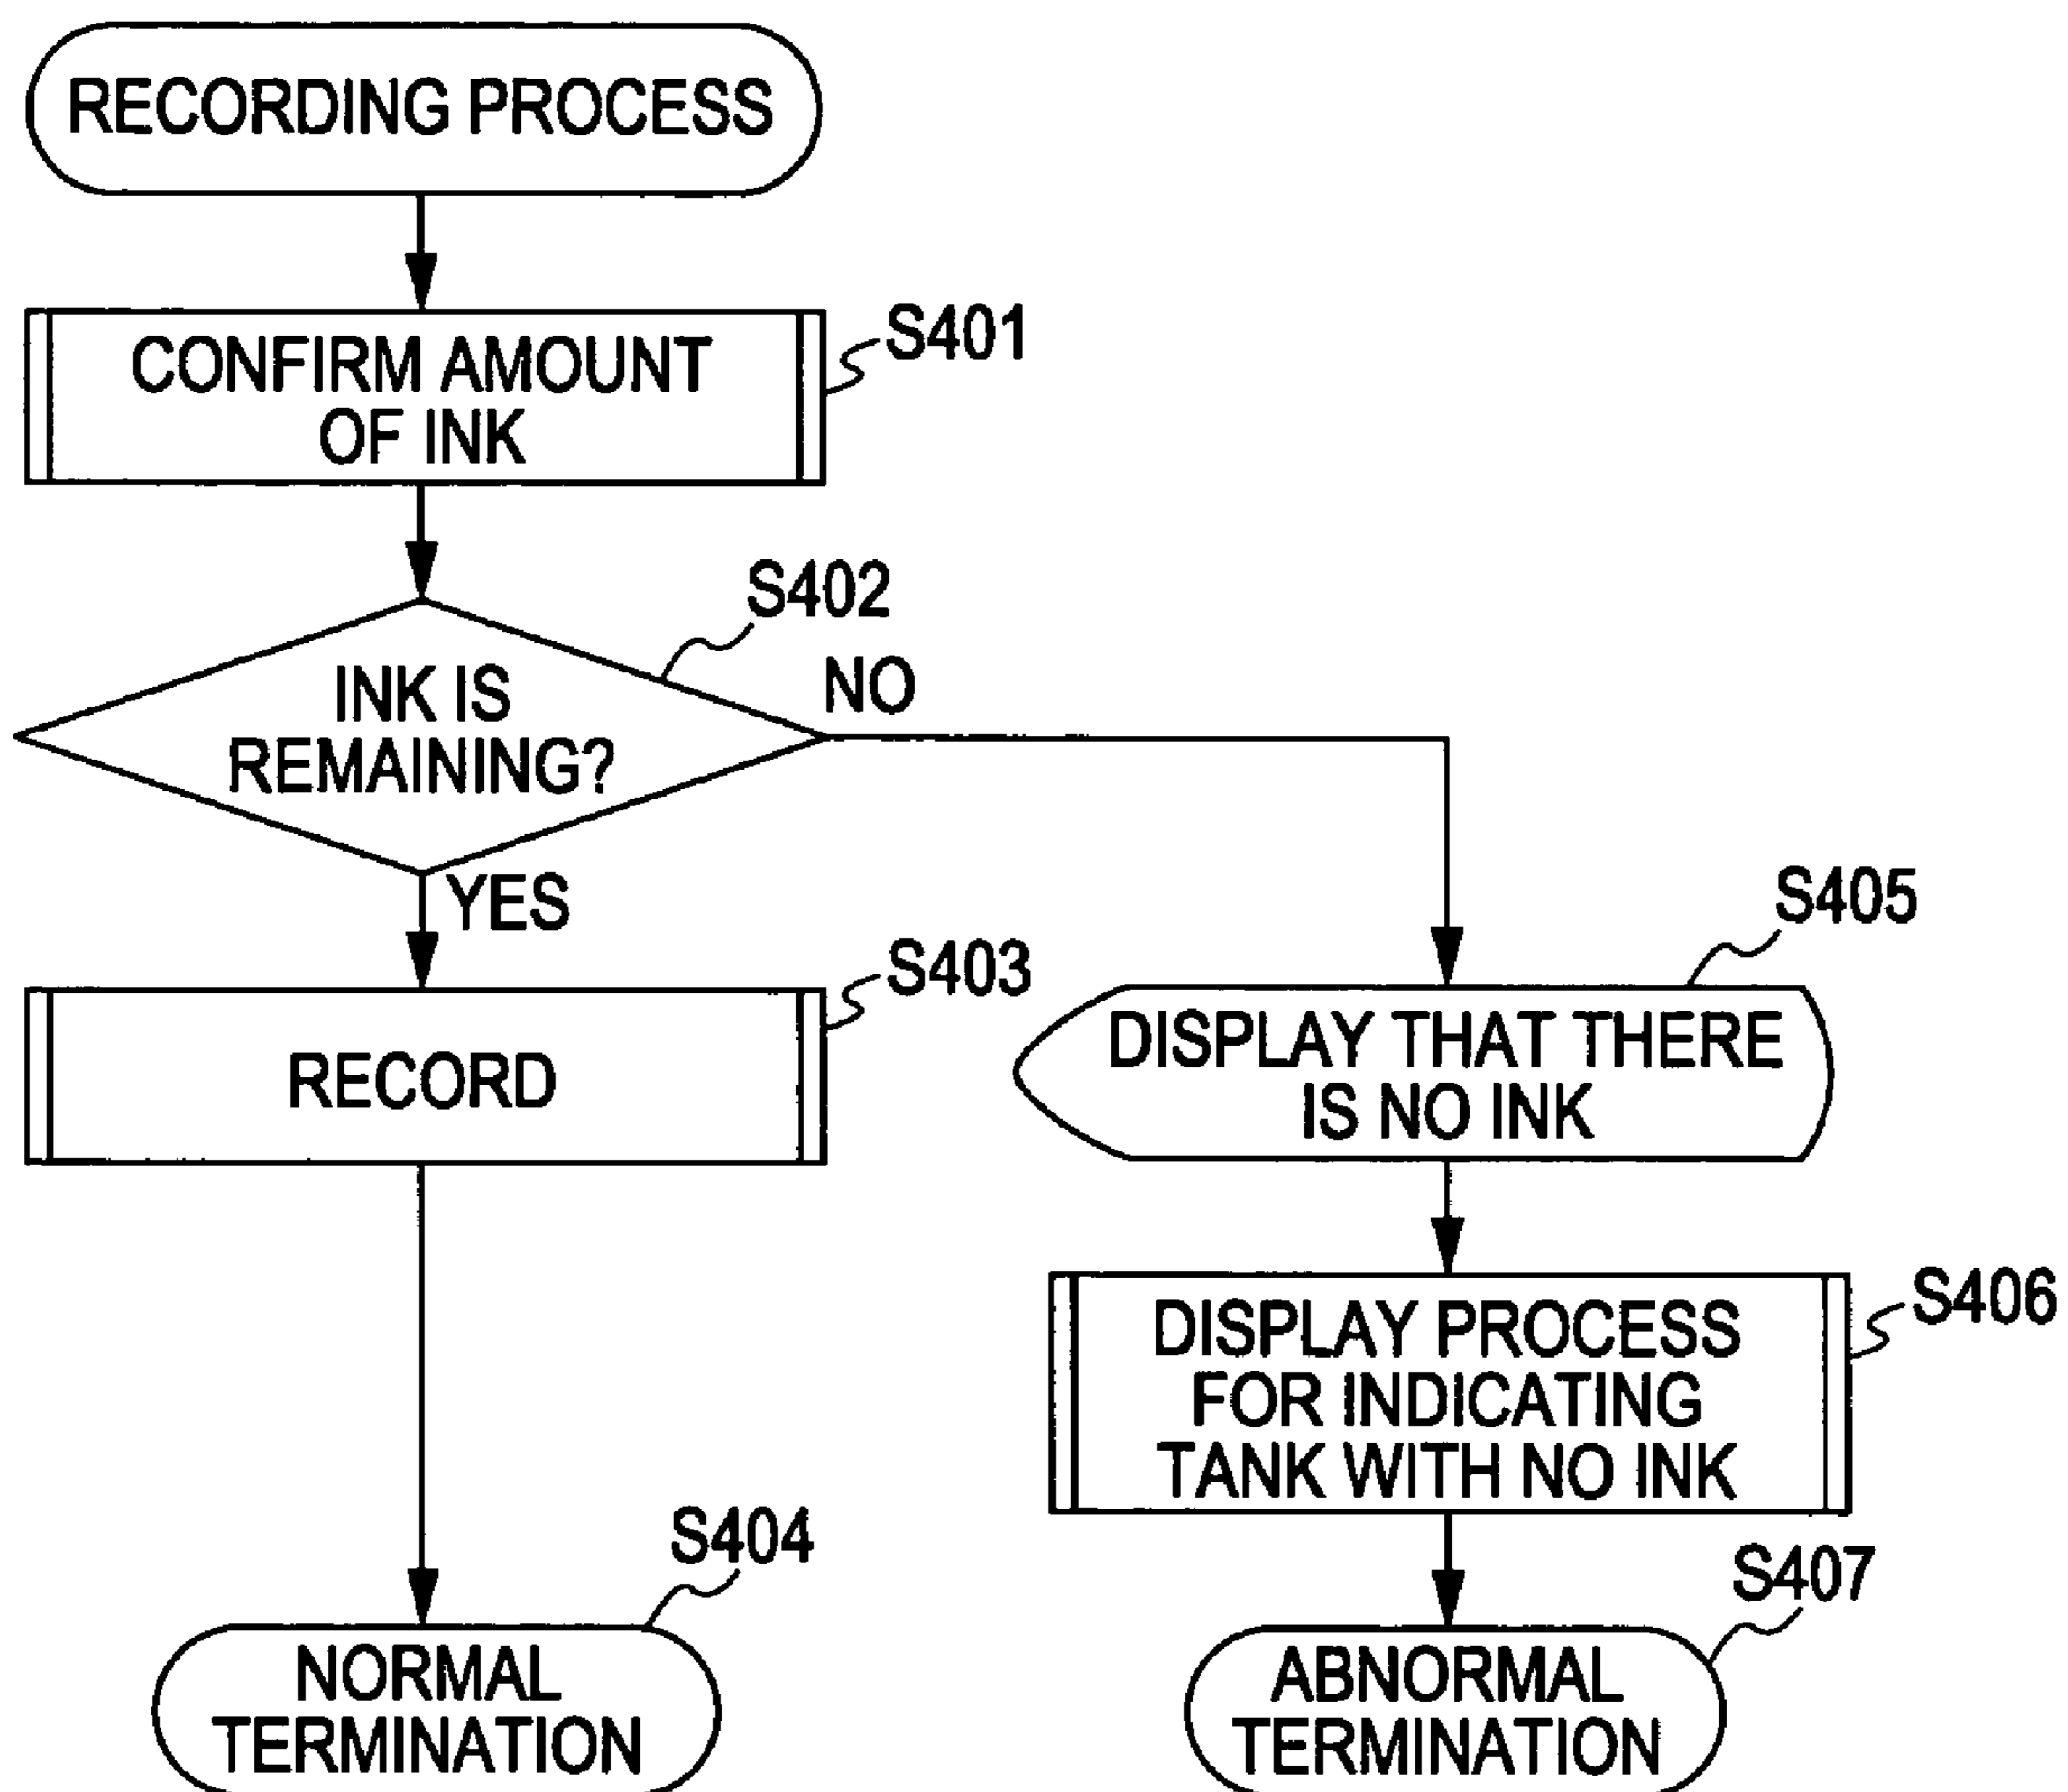 RECORDING PROCESS
CONFIRM AMOUNT
OF INK
S401
INK IS
REMAINING?
S402
NO
YES
RECORD
S403
NORMAL
TERMINATION
S404
DISPLAY THAT THERE
IS NO INK
S405
DISPLAY PROCESS
FOR INDICATING
TANK WITH NO INK
S406
ABNORMAL
TERMINATION
S407